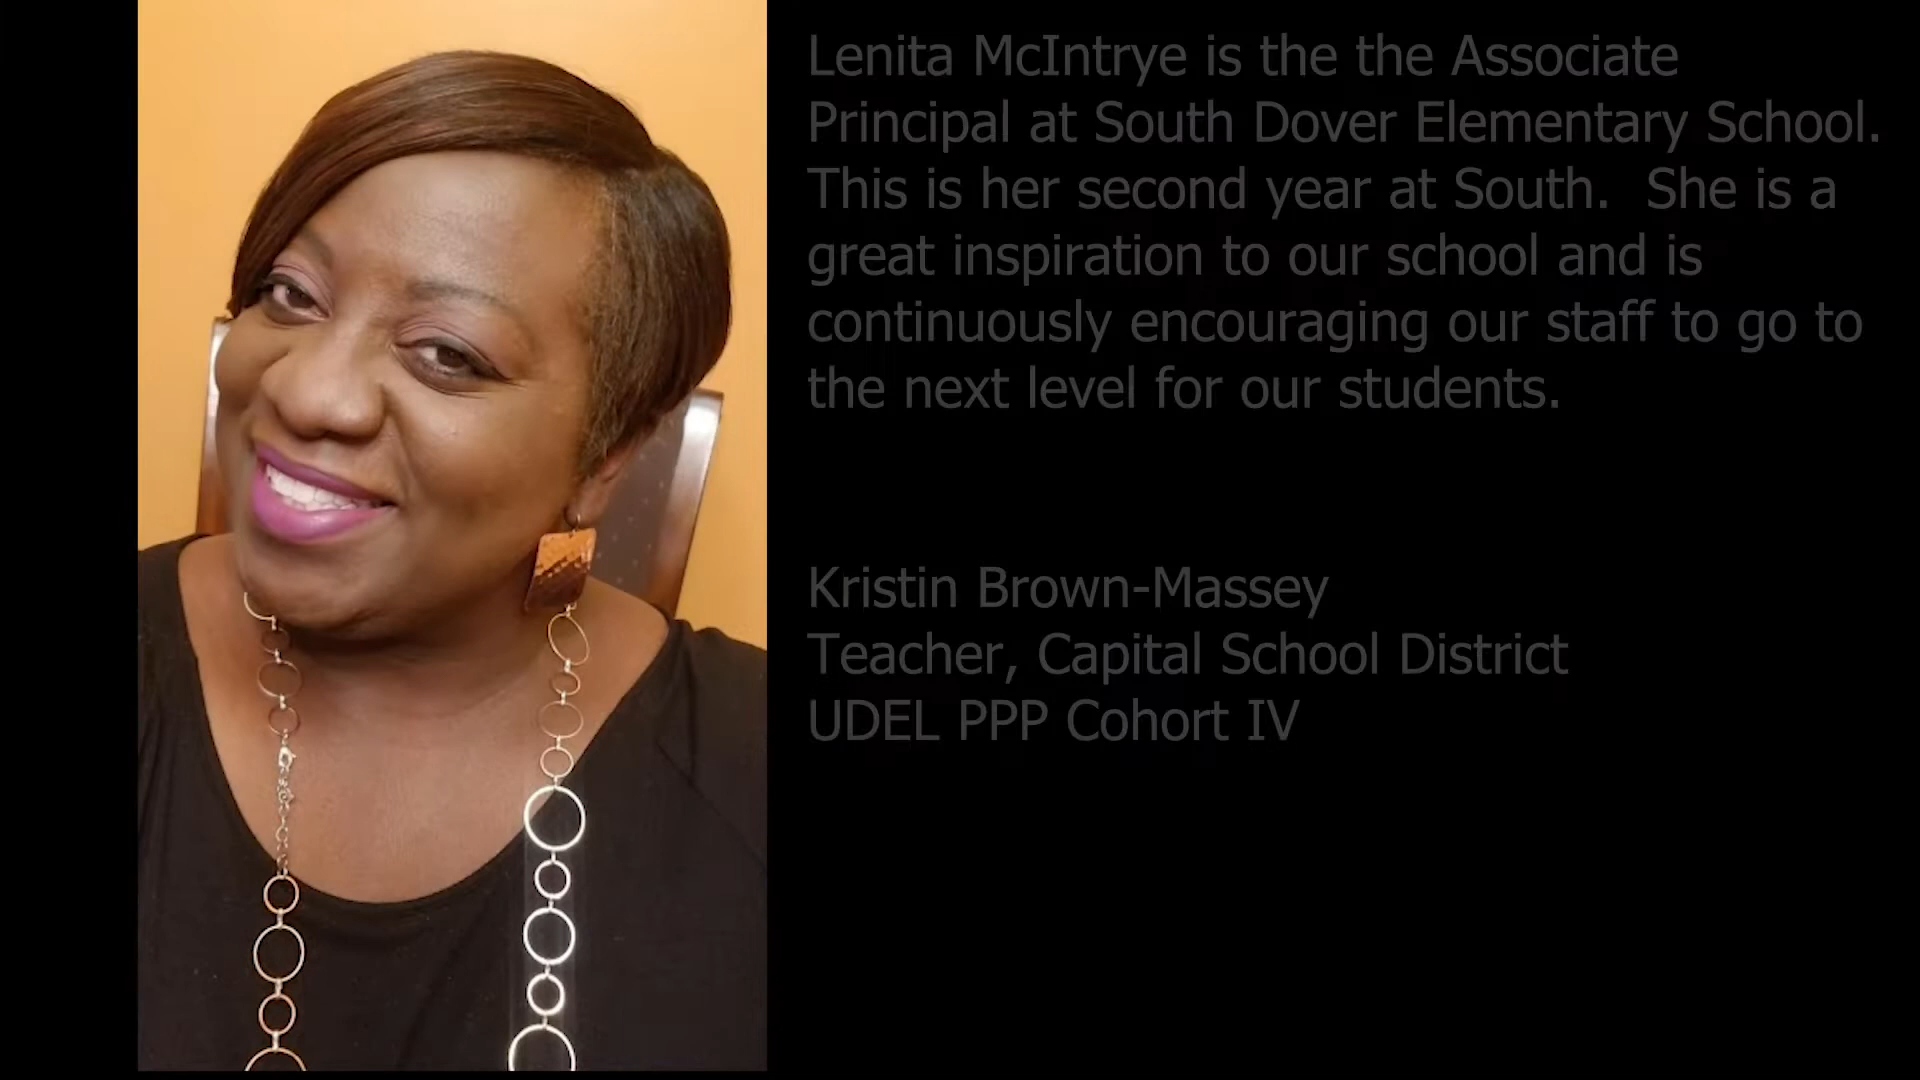 Lenita McIntrye is the the Associate
Principal at South Dover Elementary School.
This is her second year at South.  She is a
great inspiration to our school and is
continuously encouraging our staff to go to
the next level for our students.
Kristin Brown-Massey
Teacher, Capital School District
UDEL PPP Cohort IV